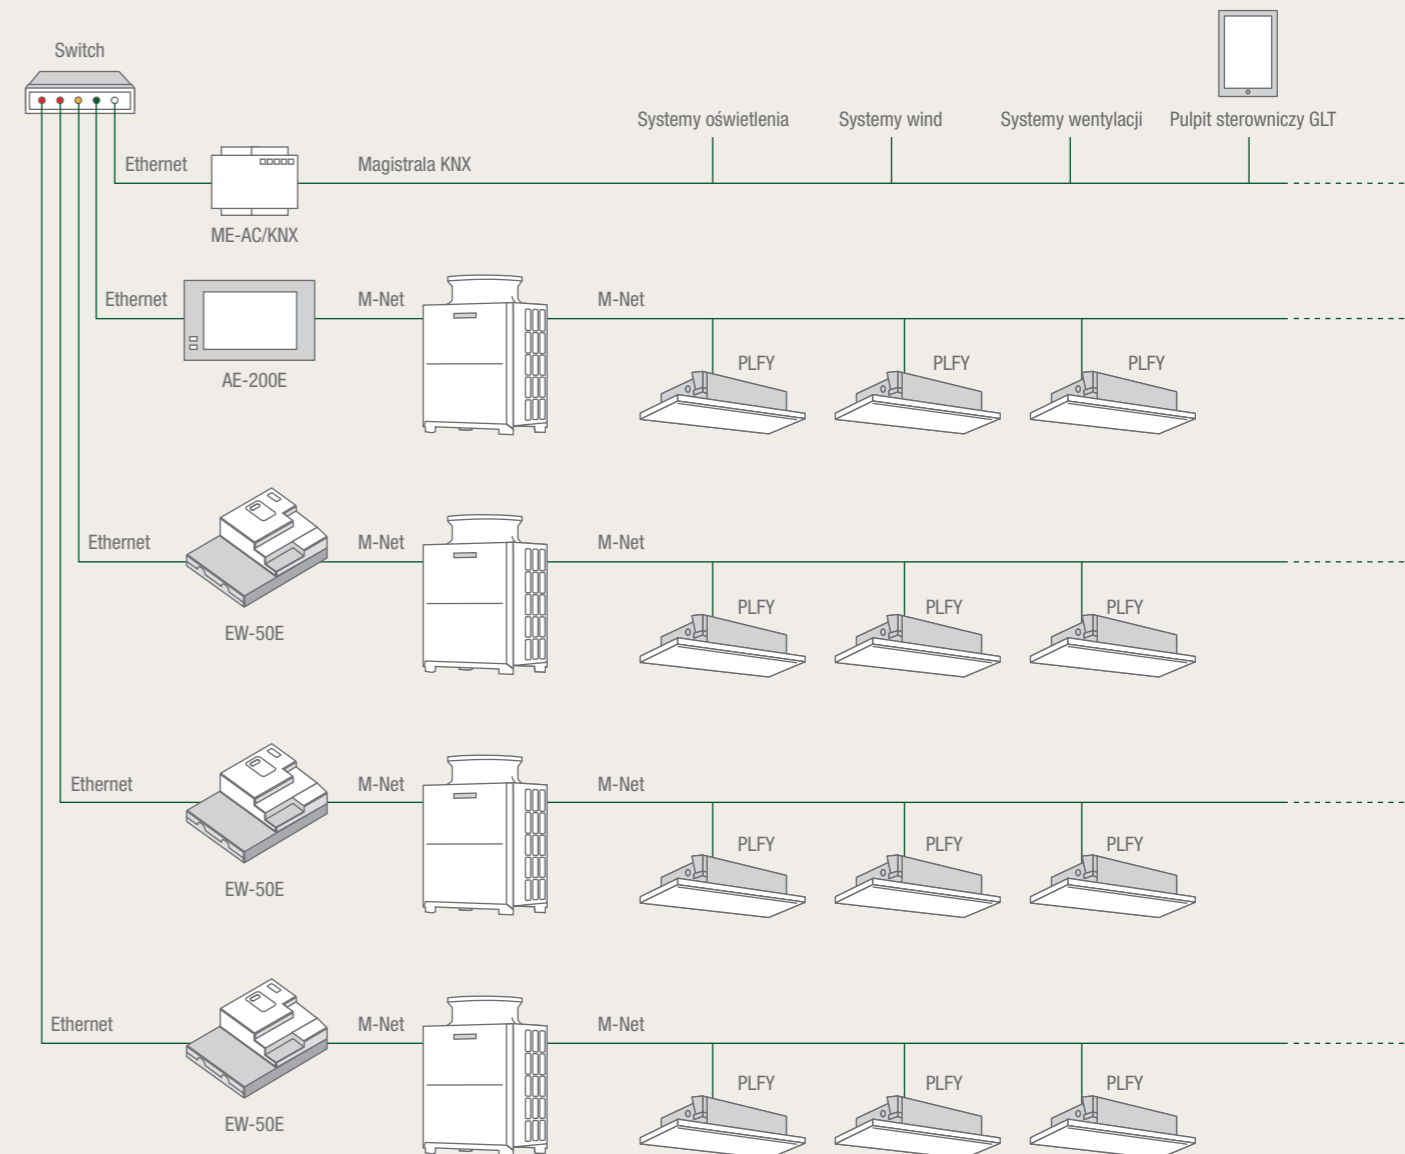 Switch
Systemy oświetlenia
Systemy wind
Systemy wentylacji
Pulpit sterowniczy GLT
Ethernet
Magistrala KNX
ME-AC/KNX
Ethernet
M-Net
M-Net
AE-200E
PLFY
PLFY
PLFY
Ethernet
M-Net
M-Net
EW-50E
PLFY
PLFY
PLFY
Ethernet
M-Net
M-Net
EW-50E
PLFY
PLFY
PLFY
Ethernet
M-Net
M-Net
EW-50E
PLFY
PLFY
PLFY